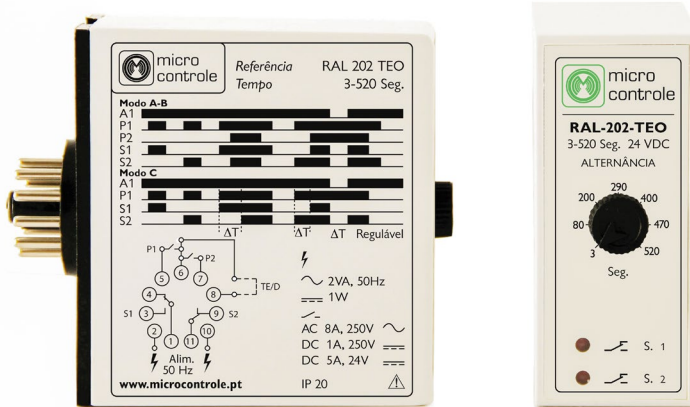 micro
controle
Referência RAL 202 TEO
Tempo 3-520 Seg.
Modo A-B
A1
P1
P2
S1
S2
Modo C
A1
P1
S1
S2
ΔT ΔT ΔT Regulável
P1 P2
5 6 7
TE/D
4 8
S1 3 9 S2
2 1 11 10
Alim.
50 Hz
www.microcontrole.pt
2VA, 50Hz
1W
AC 8A, 250V
DC 1A, 250V
DC 5A, 24V
IP 20
micro
controle
RAL-202-TEO
3-520 Seg. 24 VDC
ALTERNÂNCIA
290
200 400
80 470
3 520
Seg.
S. 1
S. 2